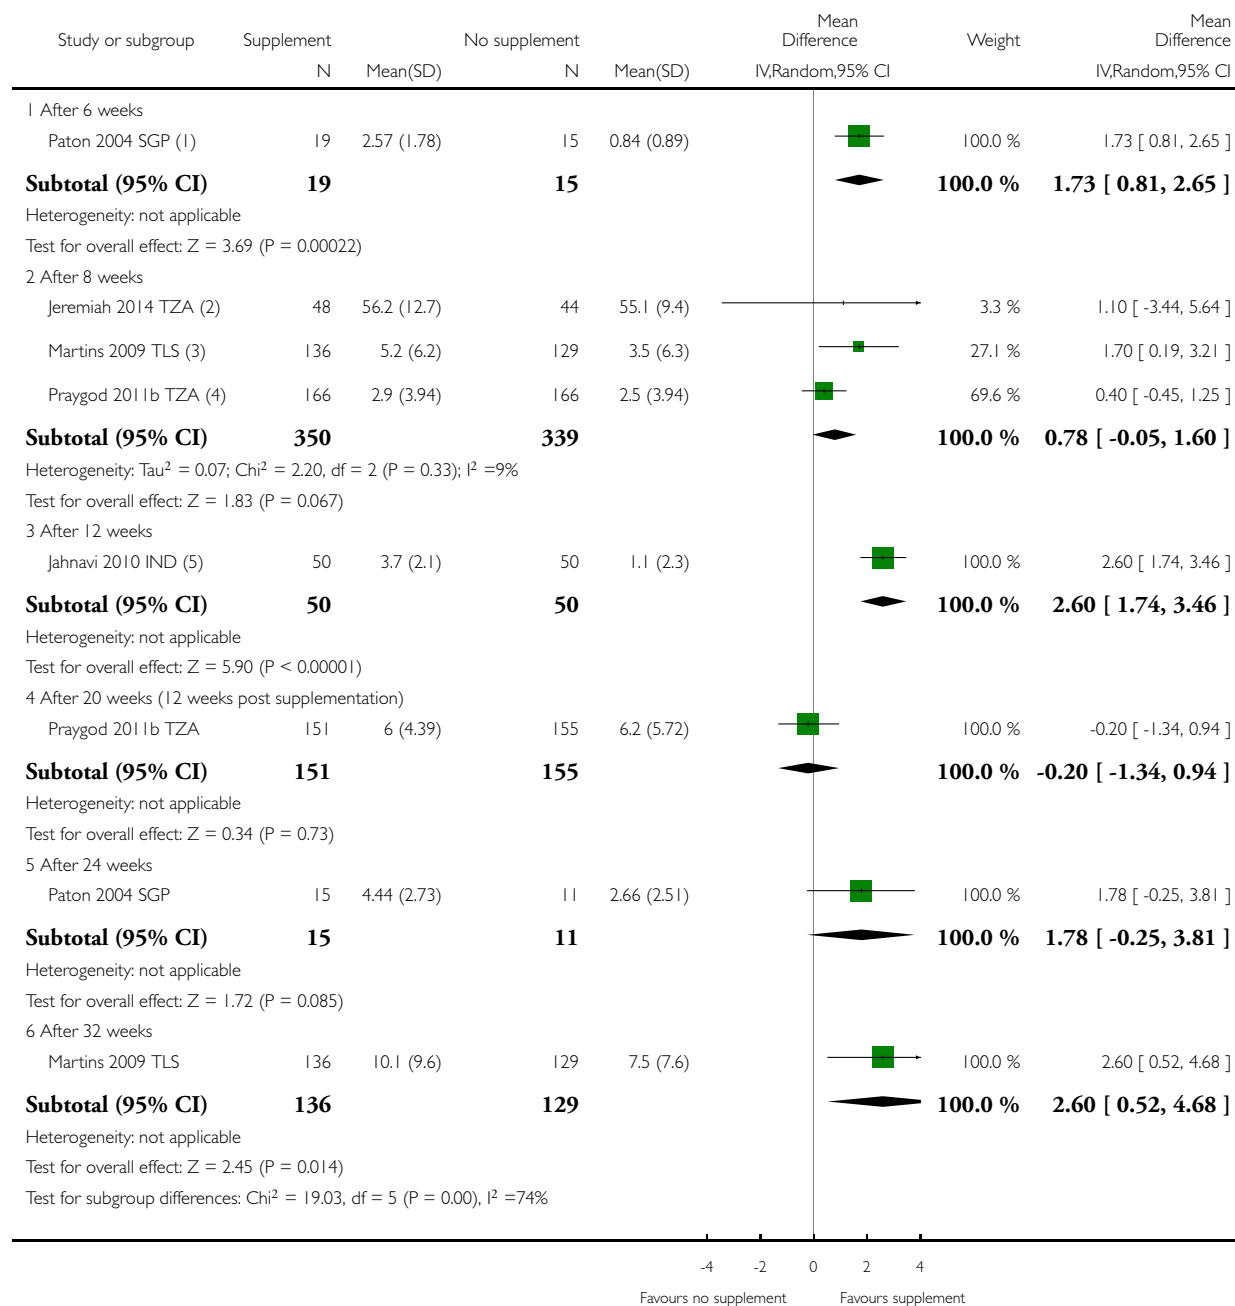 Study or subgroup Supplement No supplement Mean Difference Weight Mean Difference
N Mean(SD) N Mean(SD) IV,Random,95% CI IV,Random,95% CI
1 After 6 weeks
Paton 2004 SGP (1) 19 2.57 (1.78) 15 0.84 (0.89) 100.0 % 1.73 [ 0.81, 2.65 ]
Subtotal (95% CI) 19 15 100.0 % 1.73 [ 0.81, 2.65 ]
Heterogeneity: not applicable
Test for overall effect: Z = 3.69 (P = 0.00022)
2 After 8 weeks
Jeremiah 2014 TZA (2) 48 56.2 (12.7) 44 55.1 (9.4) 3.3 % 1.10 [ -3.44, 5.64 ]
Martins 2009 TLS (3) 136 5.2 (6.2) 129 3.5 (6.3) 27.1 % 1.70 [ 0.19, 3.21 ]
Praygod 2011b TZA (4) 166 2.9 (3.94) 166 2.5 (3.94) 69.6 % 0.40 [ -0.45, 1.25 ]
Subtotal (95% CI) 350 339 100.0 % 0.78 [ -0.05, 1.60 ]
Heterogeneity: Tau² = 0.07; Chi² = 2.20, df = 2 (P = 0.33); I² =9%
Test for overall effect: Z = 1.83 (P = 0.067)
3 After 12 weeks
Jahnavi 2010 IND (5) 50 3.7 (2.1) 50 1.1 (2.3) 100.0 % 2.60 [ 1.74, 3.46 ]
Subtotal (95% CI) 50 50 100.0 % 2.60 [ 1.74, 3.46 ]
Heterogeneity: not applicable
Test for overall effect: Z = 5.90 (P < 0.00001)
4 After 20 weeks (12 weeks post supplementation)
Praygod 2011b TZA 151 6 (4.39) 155 6.2 (5.72) 100.0 % -0.20 [ -1.34, 0.94 ]
Subtotal (95% CI) 151 155 100.0 % -0.20 [ -1.34, 0.94 ]
Heterogeneity: not applicable
Test for overall effect: Z = 0.34 (P = 0.73)
5 After 24 weeks
Paton 2004 SGP 15 4.44 (2.73) 11 2.66 (2.51) 100.0 % 1.78 [ -0.25, 3.81 ]
Subtotal (95% CI) 15 11 100.0 % 1.78 [ -0.25, 3.81 ]
Heterogeneity: not applicable
Test for overall effect: Z = 1.72 (P = 0.085)
6 After 32 weeks
Martins 2009 TLS 136 10.1 (9.6) 129 7.5 (7.6) 100.0 % 2.60 [ 0.52, 4.68 ]
Subtotal (95% CI) 136 129 100.0 % 2.60 [ 0.52, 4.68 ]
Heterogeneity: not applicable
Test for overall effect: Z = 2.45 (P = 0.014)
Test for subgroup differences: Chi² = 19.03, df = 5 (P = 0.00), I² =74%
-4 -2 0 2 4
Favours no supplement Favours supplement